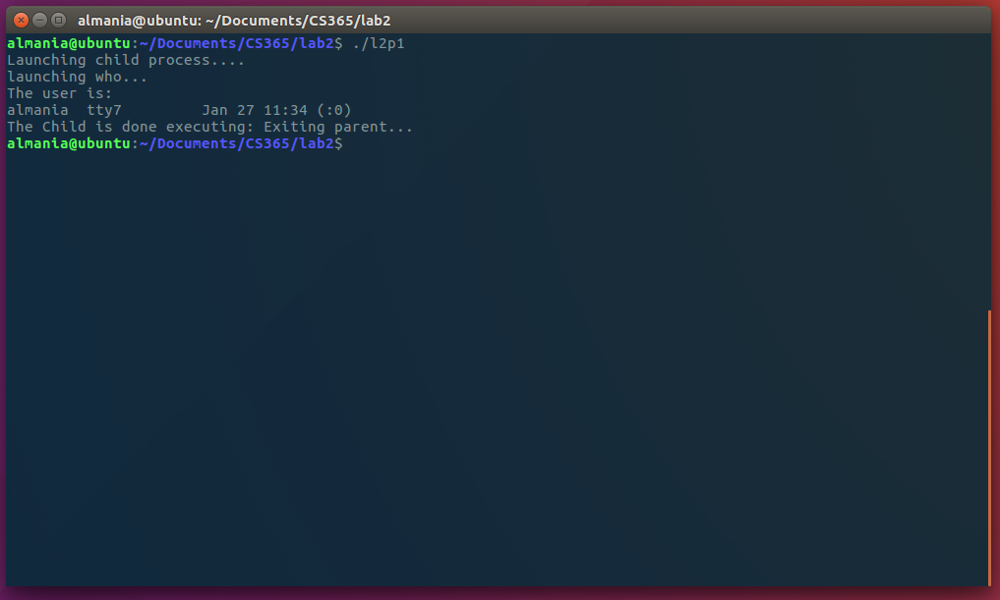 almania@ubuntu: ~/Documents/CS365/lab2
almania@ubuntu:~/Documents/CS365/lab2$ ./l2p1
Launching child process....
launching who...
The user is:
almania  tty7         Jan 27 11:34 (:0)
The Child is done executing: Exiting parent...
almania@ubuntu:~/Documents/CS365/lab2$